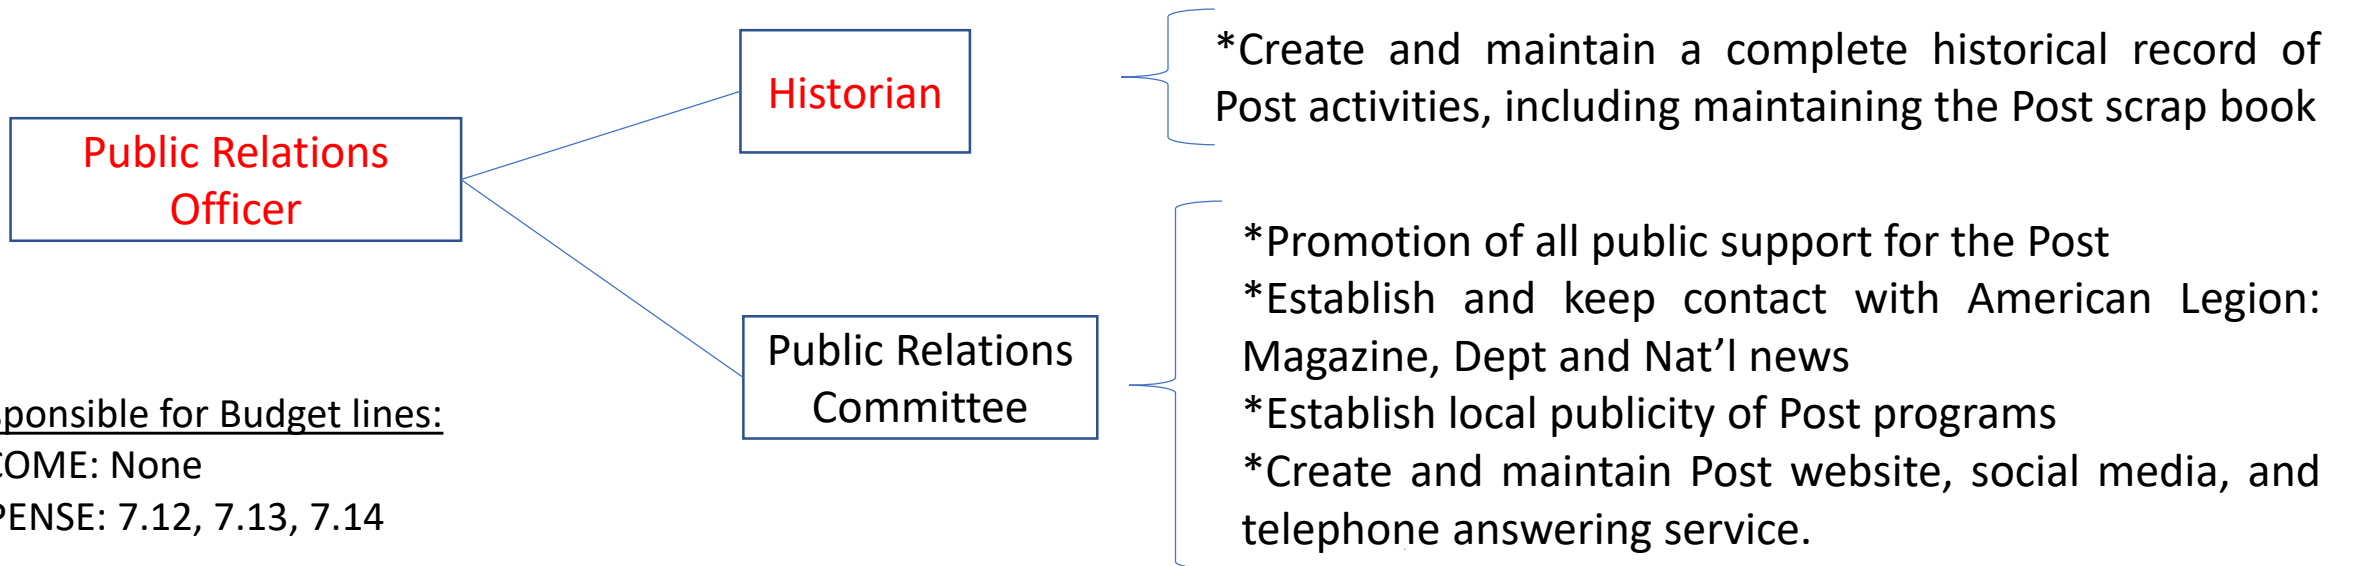 Public Relations
Officer
Historian
*Create and maintain a complete historical record of
Post activities, including maintaining the Post scrap book
Public Relations
Committee
*Promotion of all public support for the Post
*Establish and keep contact with American Legion:
Magazine, Dept and Nat’l news
*Establish local publicity of Post programs
*Create and maintain Post website, social media, and
telephone answering service.
sponsible for Budget lines:
COME: None
PENSE: 7.12, 7.13, 7.14